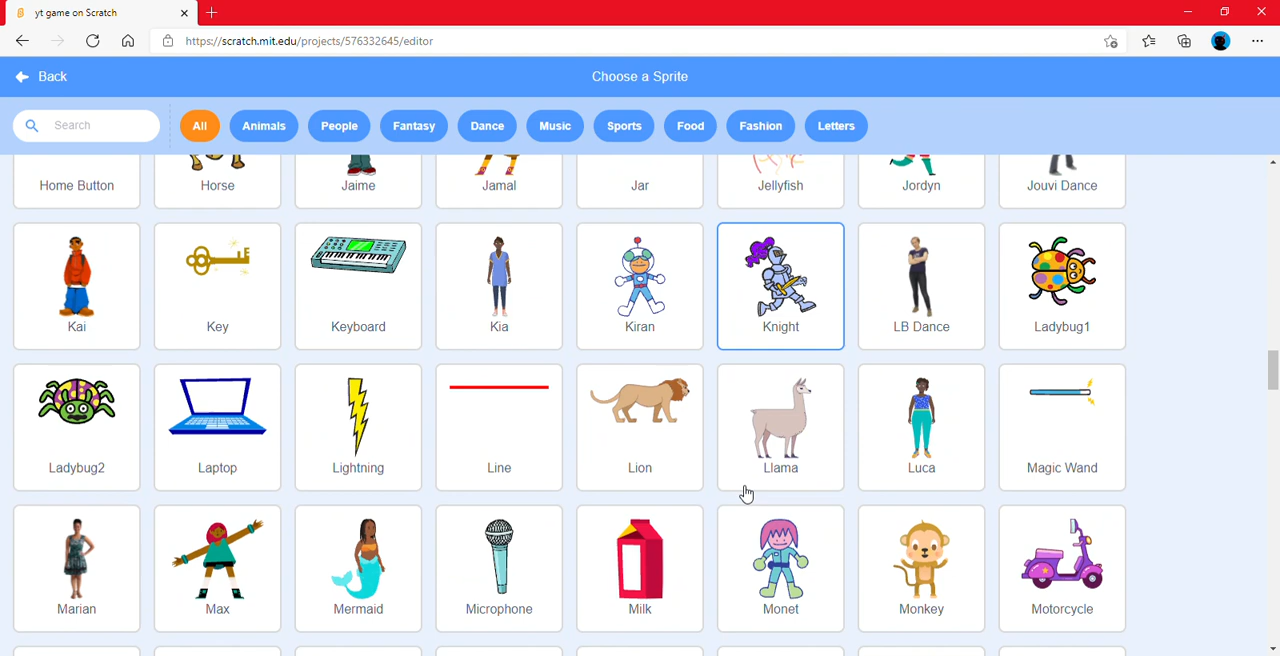 yt game on Scratch
https://scratch.mit.edu/projects/576332645/editor
Back
Choose a Sprite
Search
All
Animals
People
Fantasy
Dance
Music
Sports
Food
Fashion
Letters
Home Button
Horse
Jaime
Jamal
Jar
Jellyfish
Jordyn
Jouvi Dance
Kai
Key
Keyboard
Kia
Kiran
Knight
LB Dance
Ladybug1
Ladybug2
Laptop
Lightning
Line
Lion
Llama
Luca
Magic Wand
Marian
Max
Mermaid
Microphone
Milk
Monet
Monkey
Motorcycle